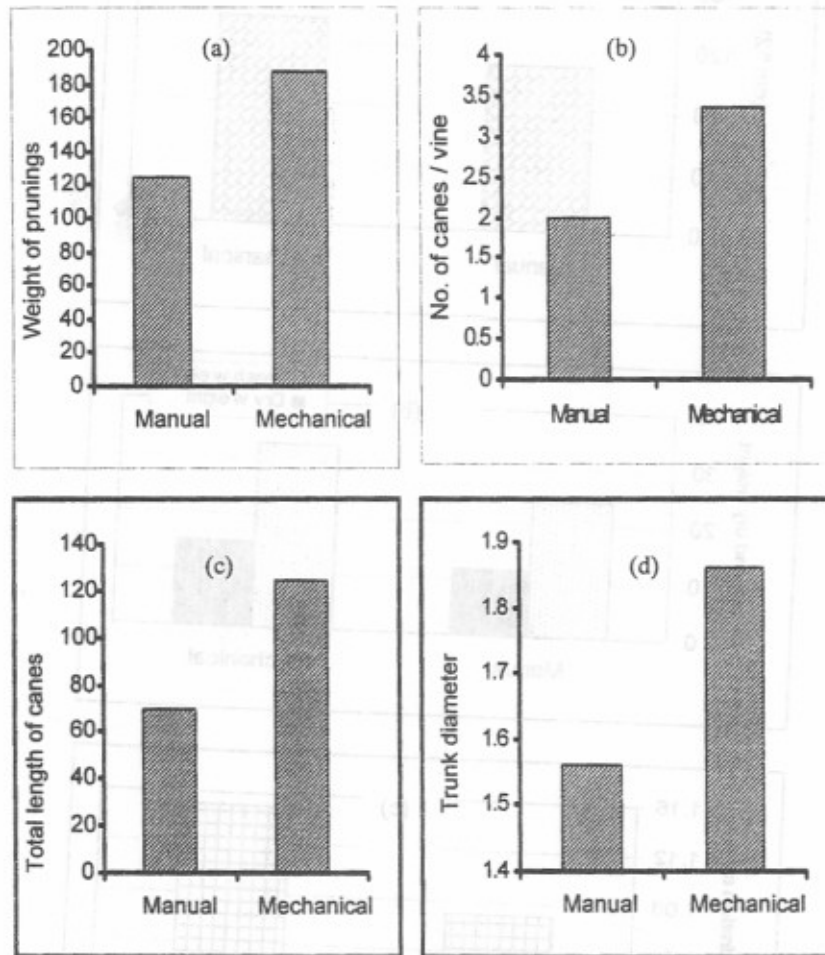 (a)
Weight of prunings
200
180
160
140
120
100
80
60
40
20
0
Manual Mechanical
(b)
No. of canes / vine
4
3.5
3
2.5
2
1.5
1
0.5
0
Manual Mechanical
(c)
Total length of canes
140
120
100
80
60
40
20
0
Manual Mechanical
(d)
Trunk diameter
1.9
1.8
1.7
1.6
1.5
1.4
Manual Mechanical